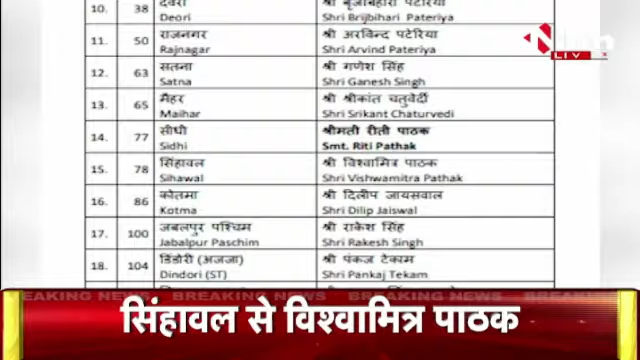 10. 38 देवरी श्री बृजबिहारी पटेरिया
Deori Shri Brijbihari Pateriya
11. 50 राजनगर श्री अरविन्द पटेरिया
Rajnagar Shri Arvind Pateriya
12. 63 सतना श्री गणेश सिंह
Satna Shri Ganesh Singh
13. 65 मैहर श्री श्रीकांत चतुर्वेदी
Maihar Shri Srikant Chaturvedi
14. 77 सीधी श्रीमती रीती पाठक
Sidhi Smt. Riti Pathak
15. 78 सिंहावल श्री विश्वामित्र पाठक
Sihawal Shri Vishwamitra Pathak
16. 86 कोतमा श्री दिलीप जायसवाल
Kotma Shri Dilip Jaiswal
17. 100 जबलपुर पश्चिम श्री राकेश सिंह
Jabalpur Paschim Shri Rakesh Singh
18. 104 डिंडोरी (अजजा) श्री पंकज टेकाम
Dindori (ST) Shri Pankaj Tekam
LIVE
BREAKING NEWS BREAKING NEWS BREAKING NEWS BREAKING NEWS
सिंहावल से विश्वामित्र पाठक